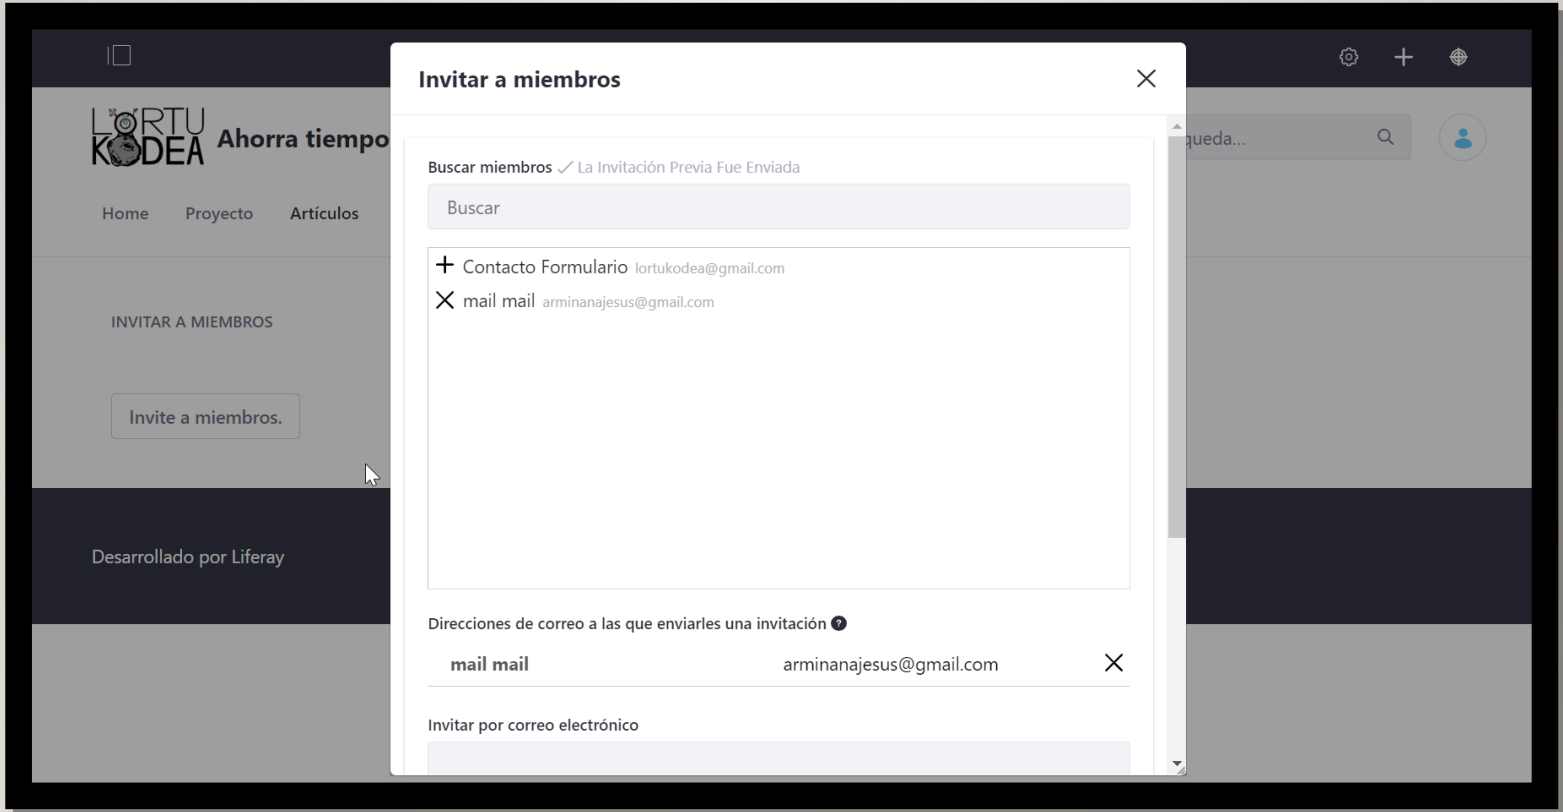 Invitar a miembros
LORTU
KODEA
Ahorra tiempo
queda...
Home Proyecto Artículos
INVITAR A MIEMBROS
Invite a miembros.
Desarrollado por Liferay
Buscar miembros La Invitación Previa Fue Enviada
Buscar
Contacto Formulario lortukodea@gmail.com
mail mail arminanajesus@gmail.com
Direcciones de correo a las que enviarles una invitación ?
mail mail arminanajesus@gmail.com
Invitar por correo electrónico